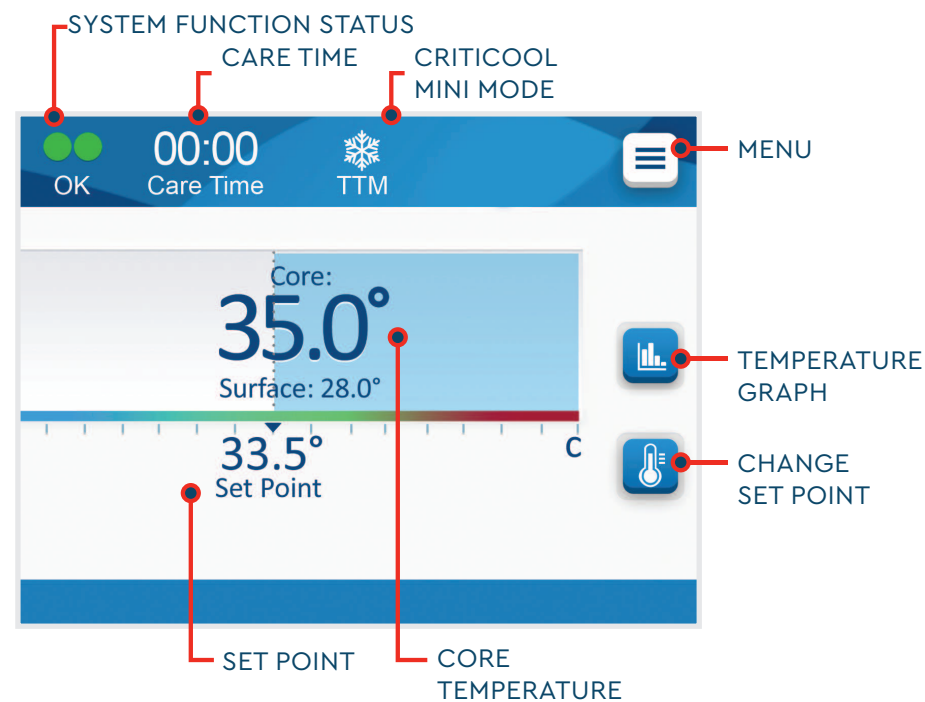 SYSTEM FUNCTION STATUS
CARE TIME
CRITICOOL
MINI MODE
OK
00:00
Care Time
TTM
MENU
Core:
35.0°
Surface: 28.0°
TEMPERATURE
GRAPH
33.5°
C
Set Point
CHANGE
SET POINT
SET POINT
CORE
TEMPERATURE